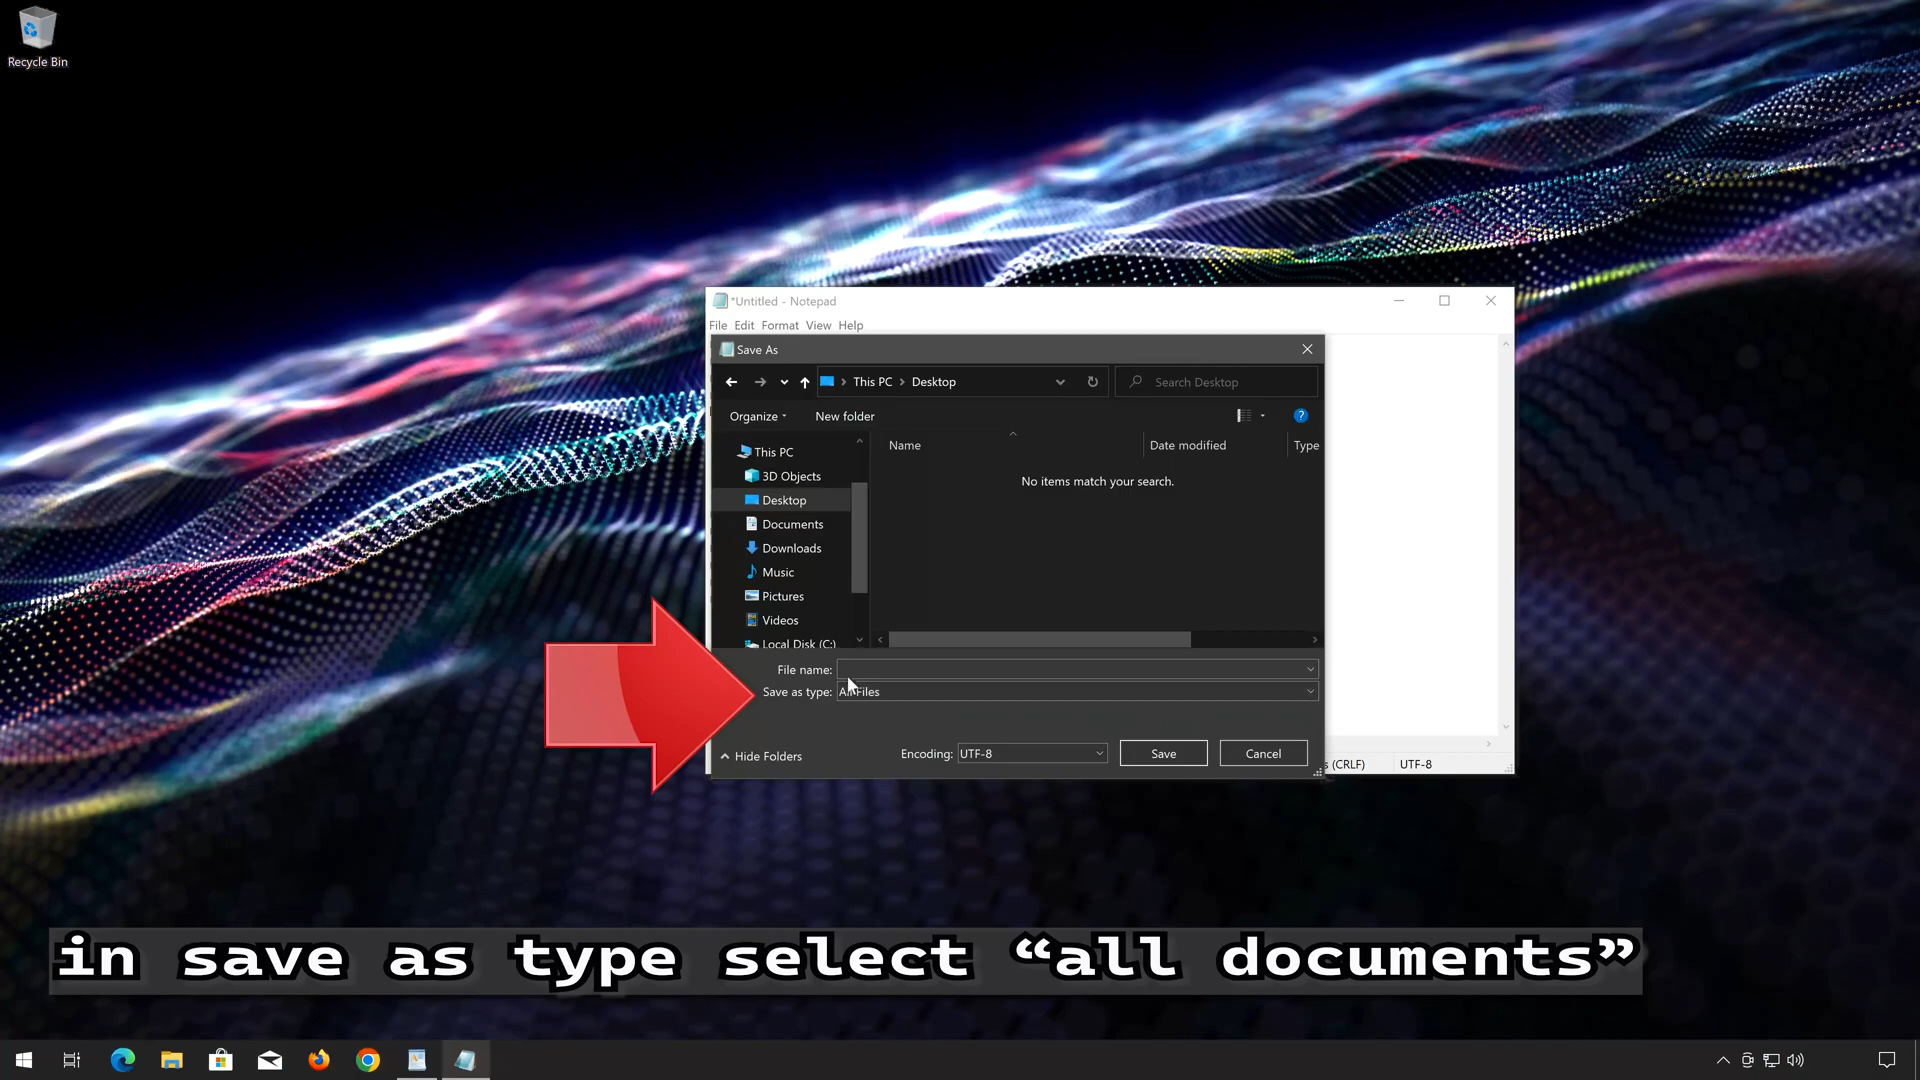 Recycle Bin
*Untitled - Notepad
File Edit Format View Help
Save As
This PC Desktop
Search Desktop
Organize New folder
Name Date modified Type
No items match your search.
This PC
3D Objects
Desktop
Documents
Downloads
Music
Pictures
Videos
Local Disk (C:)
File name:
Save as type: All Files
Hide Folders Encoding: UTF-8 Save Cancel
(CRLF) UTF-8
in save as type select “all documents”